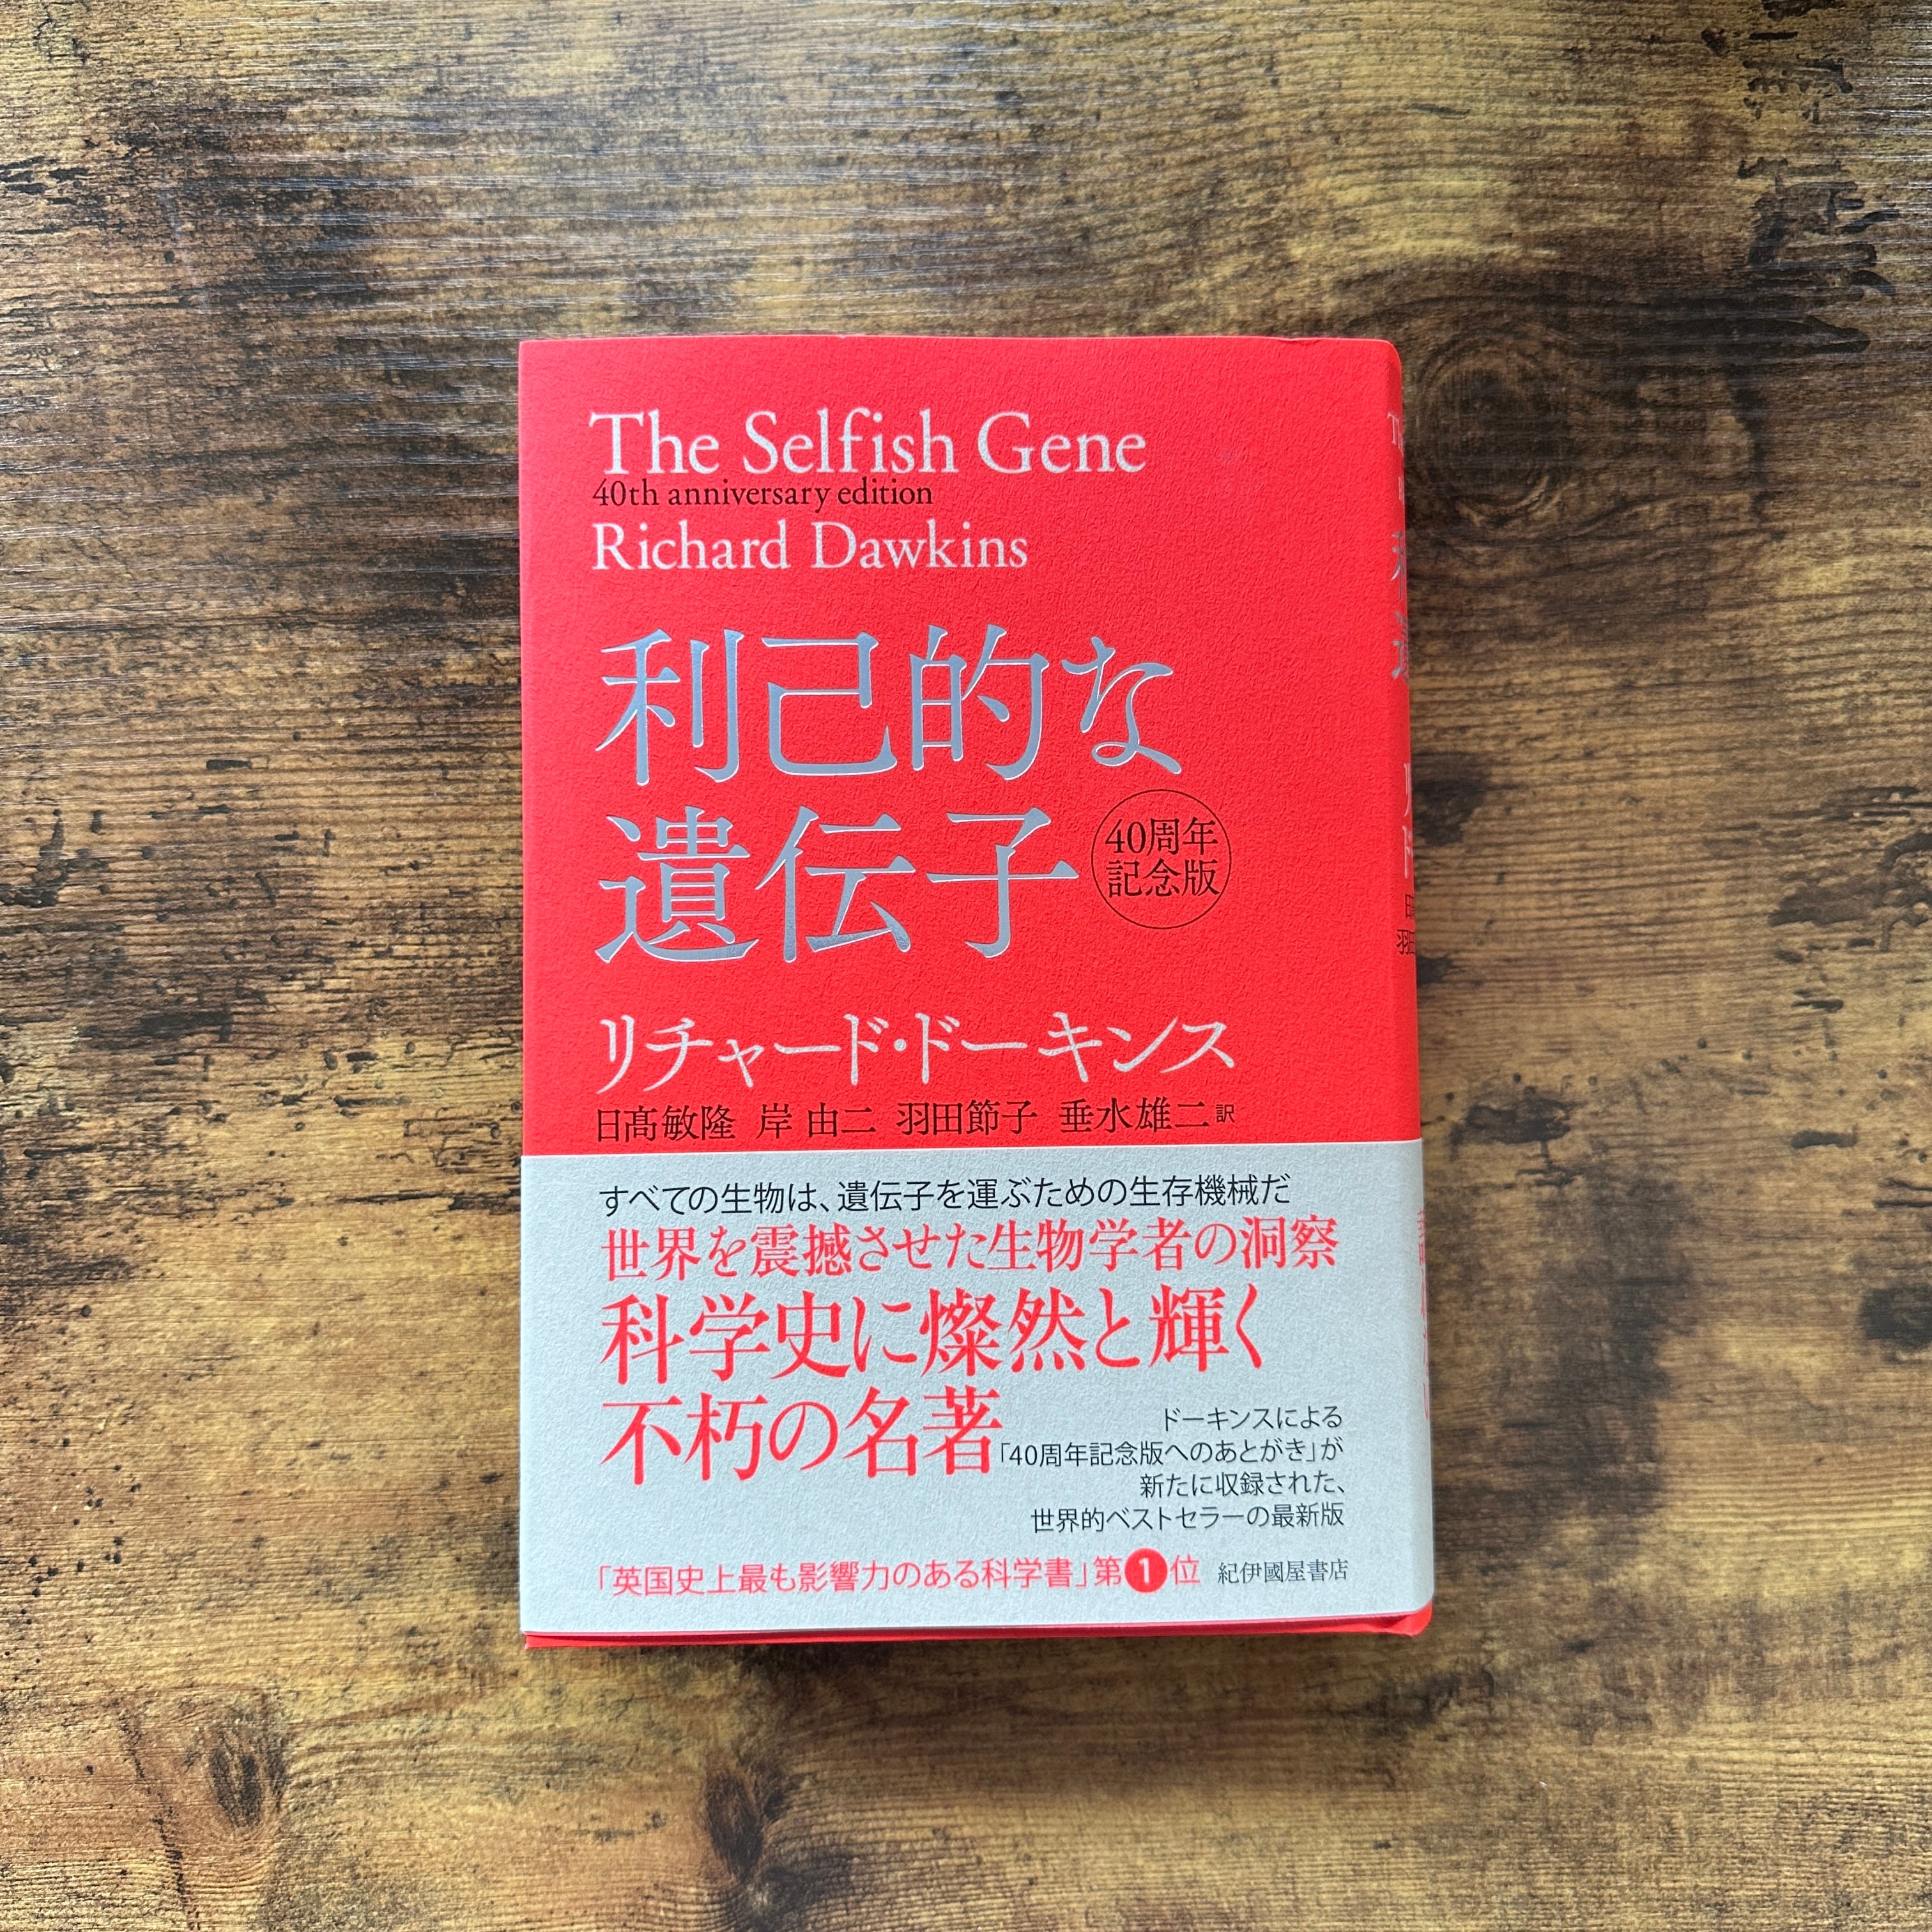 The Selfish Gene
40th anniversary edition
Richard Dawkins
利己的な
遺伝子
40周年
記念版
リチャード・ドーキンス
日髙敏隆 岸 由二 羽田節子 垂水雄二 訳
すべての生物は、遺伝子を運ぶための生存機械だ
世界を震撼させた生物学者の洞察
科学史に燦然と輝く
不朽の名著
ドーキンスによる
「40周年記念版へのあとがき」が
新たに収録された、
世界的ベストセラーの最新版
「英国史上最も影響力のある科学書」第1位 紀伊國屋書店